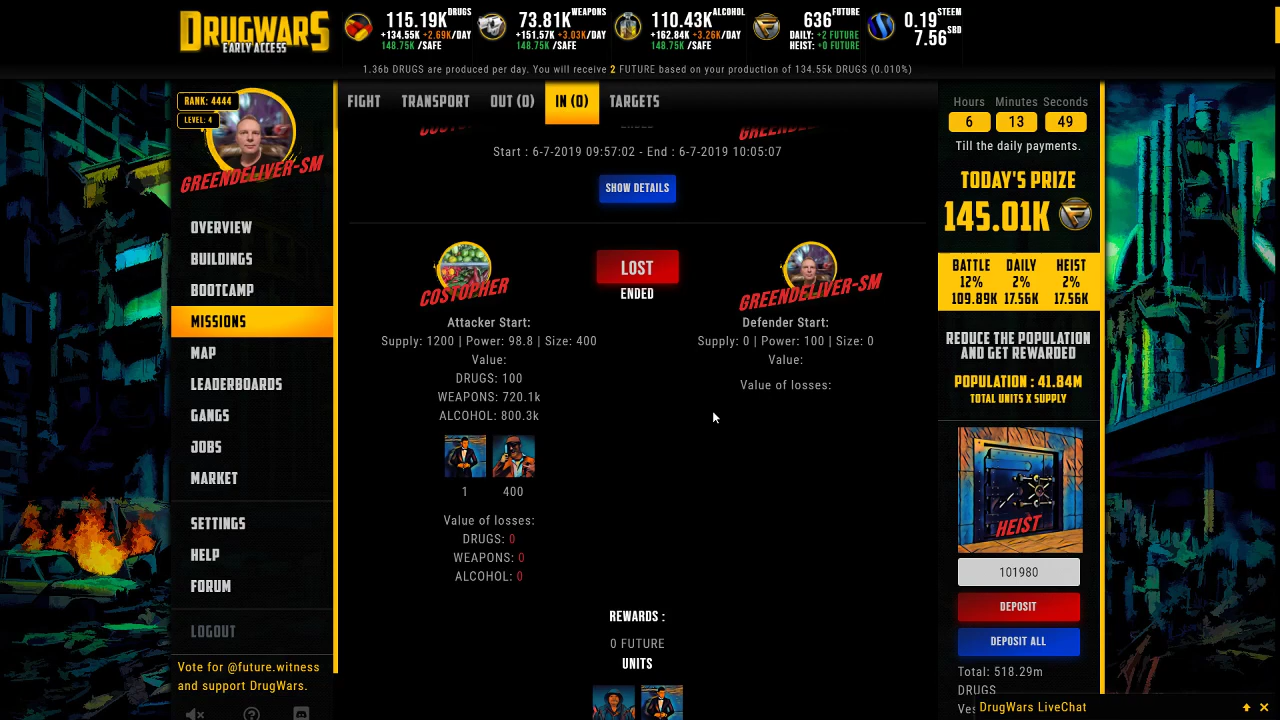 DRUGWARS
EARLY ACCESS
115.19K DRUGS
+134.55K +2.69K/DAY
148.75K /SAFE
73.81K WEAPONS
+151.57K +3.03K/DAY
148.75K /SAFE
110.43K ALCOHOL
+162.84K +3.26K/DAY
148.75K /SAFE
636 FUTURE
DAILY: +2 FUTURE
HEIST: +0 FUTURE
0.19 STEEM
7.56 SBD
1.36b DRUGS are produced per day. You will receive 2 FUTURE based on your production of 134.55k DRUGS (0.010%)
RANK: 4444
LEVEL: 4
GREENDELIVER-SM
OVERVIEW
BUILDINGS
BOOTCAMP
MISSIONS
MAP
LEADERBOARDS
GANGS
JOBS
MARKET
SETTINGS
HELP
FORUM
LOGOUT
Vote for @future.witness
and support DrugWars.
FIGHT TRANSPORT OUT (0) IN (0) TARGETS
Start : 6-7-2019 09:57:02 - End : 6-7-2019 10:05:07
SHOW DETAILS
COSTOPHER
LOST
ENDED
GREENDELIVER-SM
Attacker Start:
Supply: 1200 | Power: 98.8 | Size: 400
Value:
DRUGS: 100
WEAPONS: 720.1k
ALCOHOL: 800.3k
1 400
Value of losses:
DRUGS: 0
WEAPONS: 0
ALCOHOL: 0
Defender Start:
Supply: 0 | Power: 100 | Size: 0
Value:
Value of losses:
REWARDS :
0 FUTURE
UNITS
Hours Minutes Seconds
6 13 49
Till the daily payments.
TODAY'S PRIZE
145.01K
BATTLE DAILY HEIST
12% 2% 2%
109.89K 17.56K 17.56K
REDUCE THE POPULATION
AND GET REWARDED
POPULATION : 41.84M
TOTAL UNITS X SUPPLY
HEIST
101980
DEPOSIT
DEPOSIT ALL
Total: 518.29m
DRUGS
DrugWars LiveChat